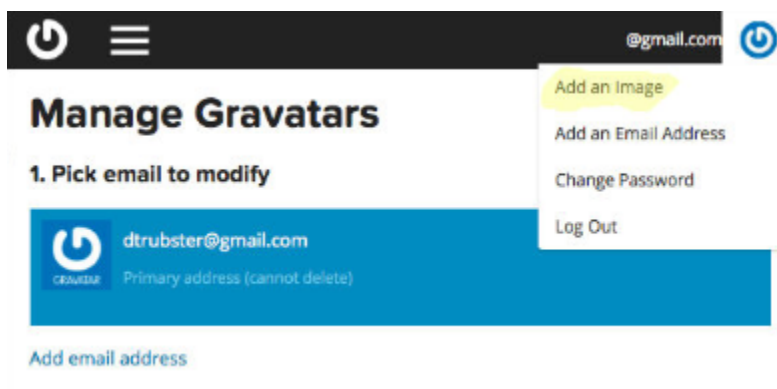 @gmail.com
Add an Image
Add an Email Address
Change Password
Log Out
Manage Gravatars
1. Pick email to modify
dtrubster@gmail.com
GRAVATAR
Primary address (cannot delete)
Add email address